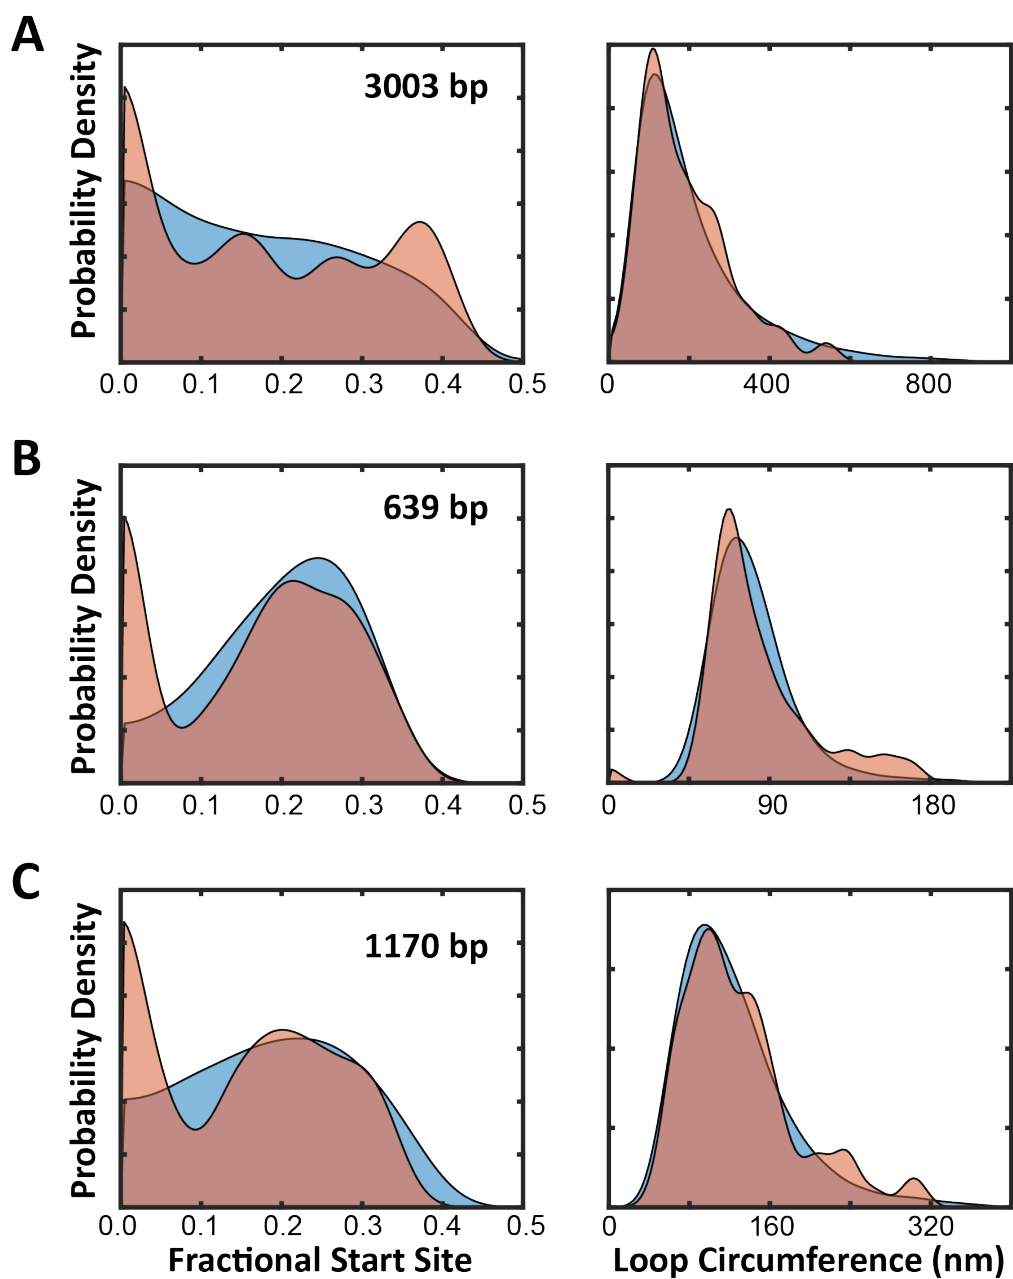 A
Probability Density
3003 bp
0.0 0.1 0.2 0.3 0.4 0.5
0 400 800
B
Probability Density
639 bp
0.0 0.1 0.2 0.3 0.4 0.5
0 90 180
C
Probability Density
1170 bp
0.0 0.1 0.2 0.3 0.4 0.5
0 160 320
Fractional Start Site
Loop Circumference (nm)